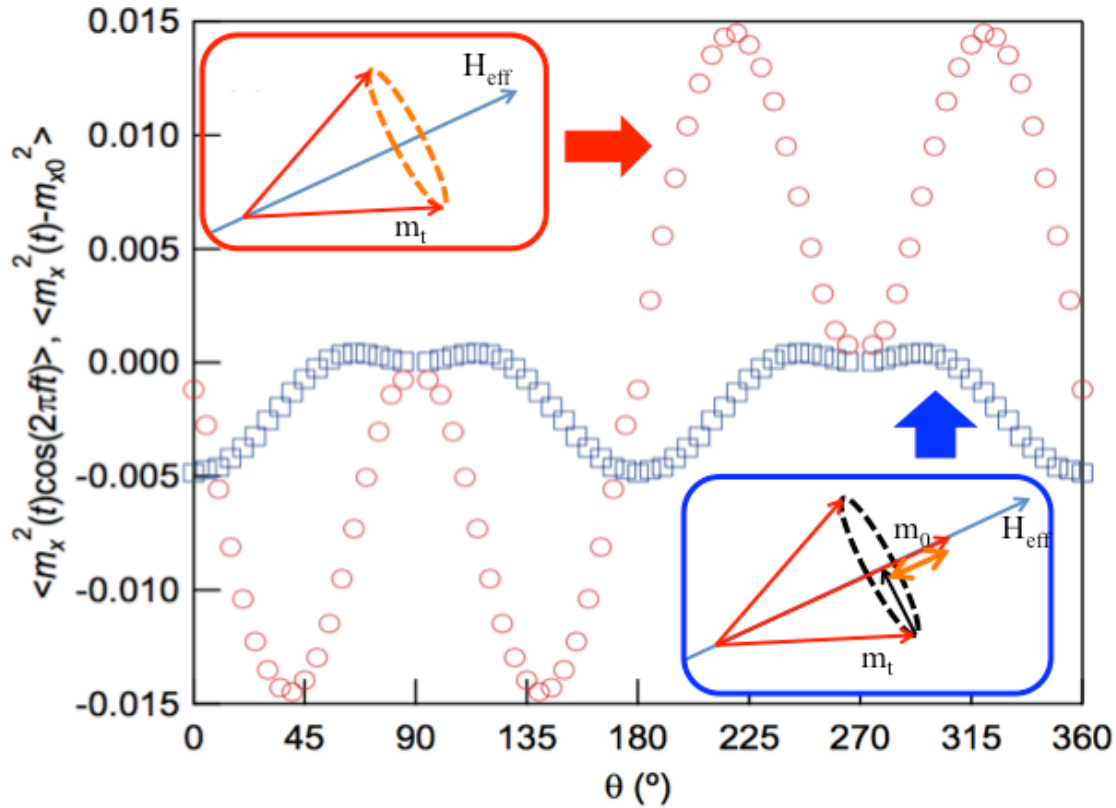 <m_x^2(t)cos(2πft)>, <m_x^2(t)-m_x0^2>
0.015
0.010
0.005
0.000
-0.005
-0.010
-0.015
H_eff
m_t
m_0
H_eff
m_t
0 45 90 135 180 225 270 315 360
θ (º)